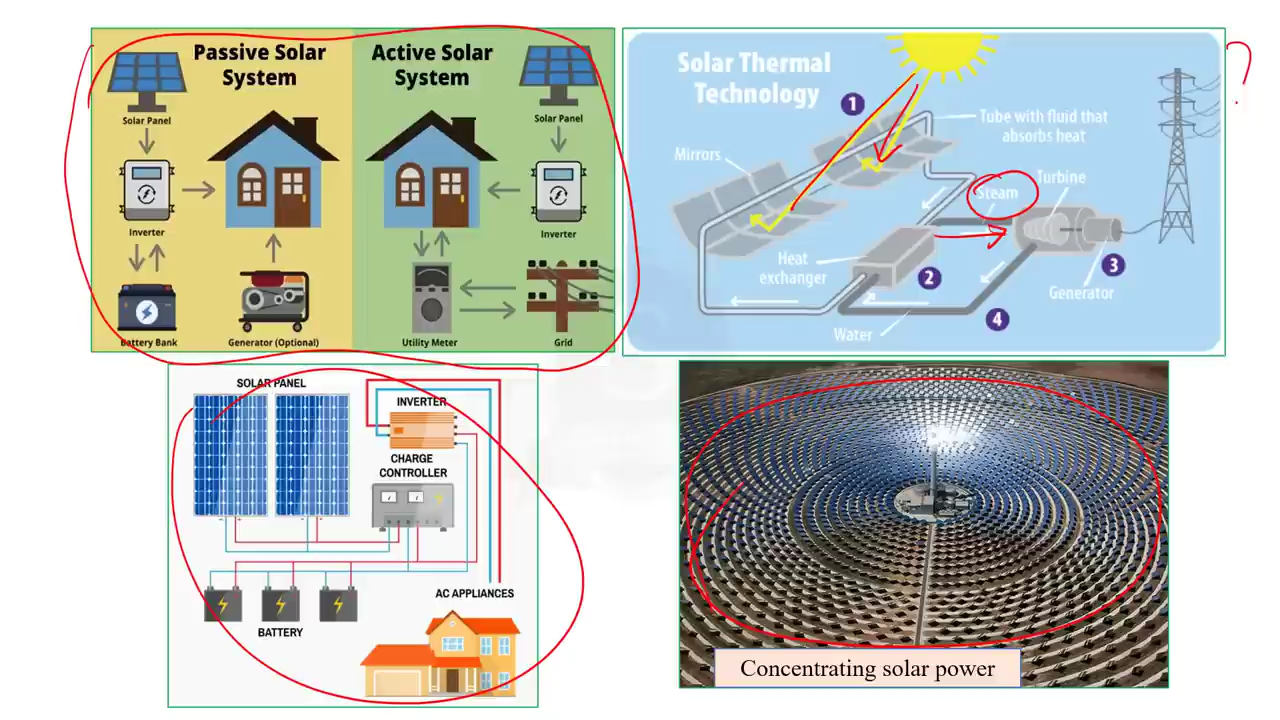 Passive Solar
System
Active Solar
System
Solar Panel
Solar Panel
Inverter
Inverter
Battery Bank
Generator (Optional)
Utility Meter
Grid
Solar Thermal
Technology
1
Tube with fluid that
absorbs heat
Mirrors
Steam
Turbine
Heat
exchanger
2
3
Generator
4
Water
?
SOLAR PANEL
INVERTER
CHARGE
CONTROLLER
BATTERY
AC APPLIANCES
Concentrating solar power